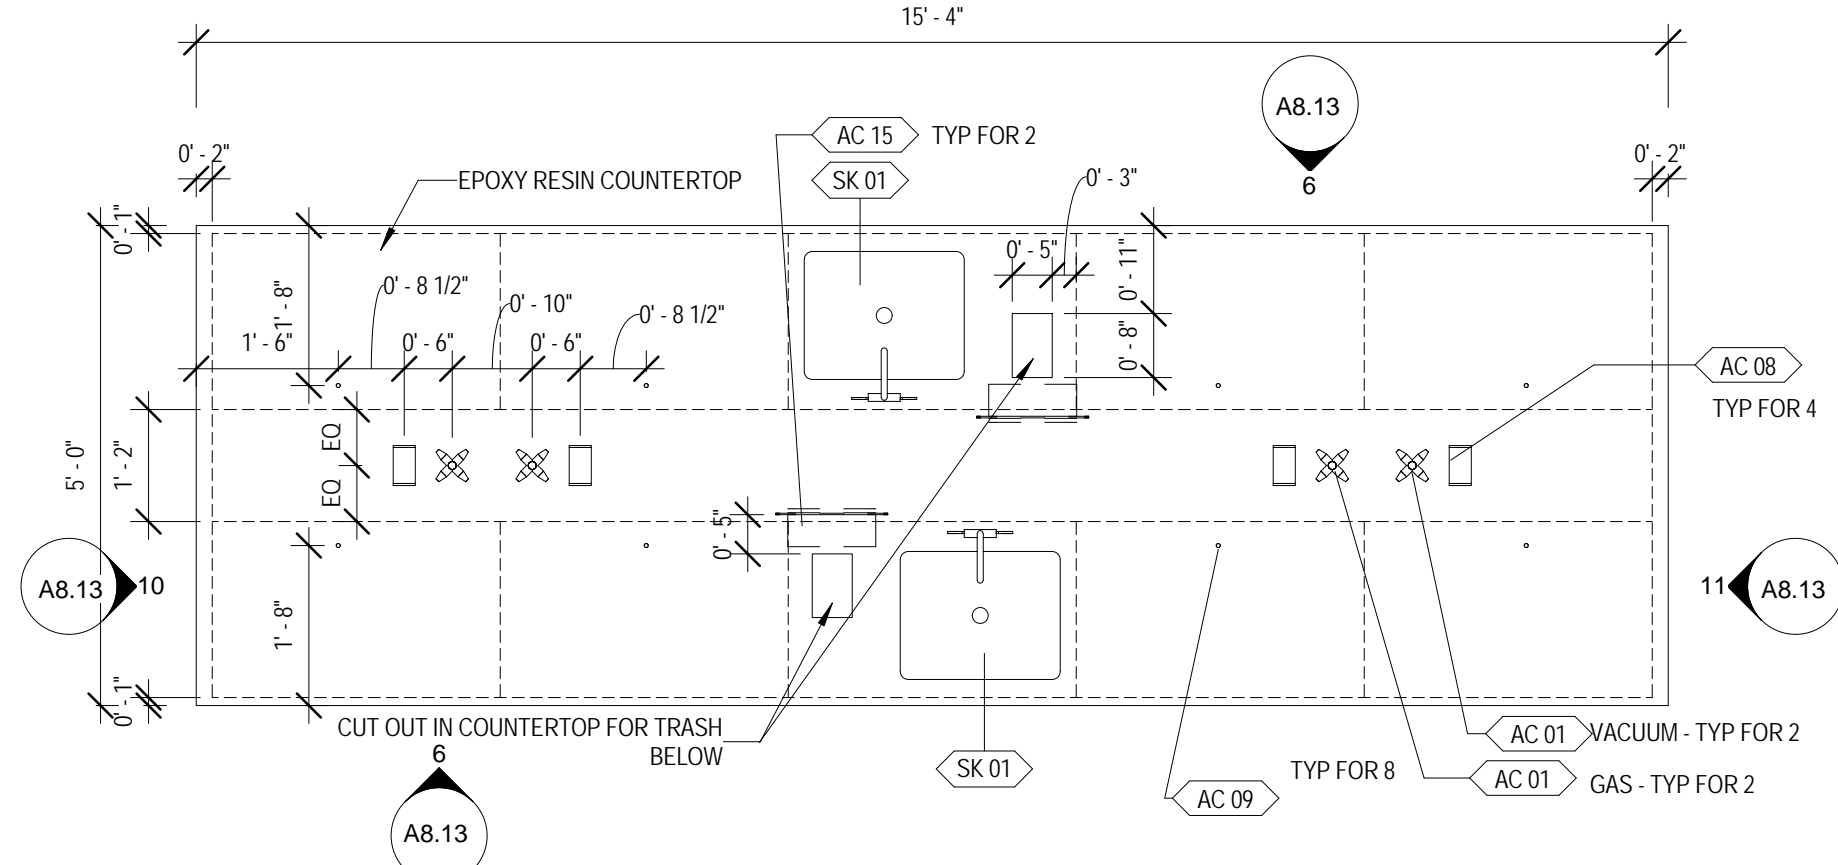 15' - 4"
A8.13
6
AC 15 TYP FOR 2
SK 01
0' - 2"
0' - 2"
EPOXY RESIN COUNTERTOP
0' - 3"
0' - 1"
0' - 5"
0' - 11"
1' - 8"
0' - 8 1/2"
0' - 10"
0' - 8 1/2"
1' - 6"
0' - 6"
0' - 6"
0' - 8"
AC 08
TYP FOR 4
5' - 0"
1' - 2"
EQ
EQ
0' - 5"
A8.13
10
11
A8.13
1' - 8"
0' - 1"
CUT OUT IN COUNTERTOP FOR TRASH
BELOW
6
A8.13
SK 01
AC 09
TYP FOR 8
AC 01 VACUUM - TYP FOR 2
AC 01 GAS - TYP FOR 2